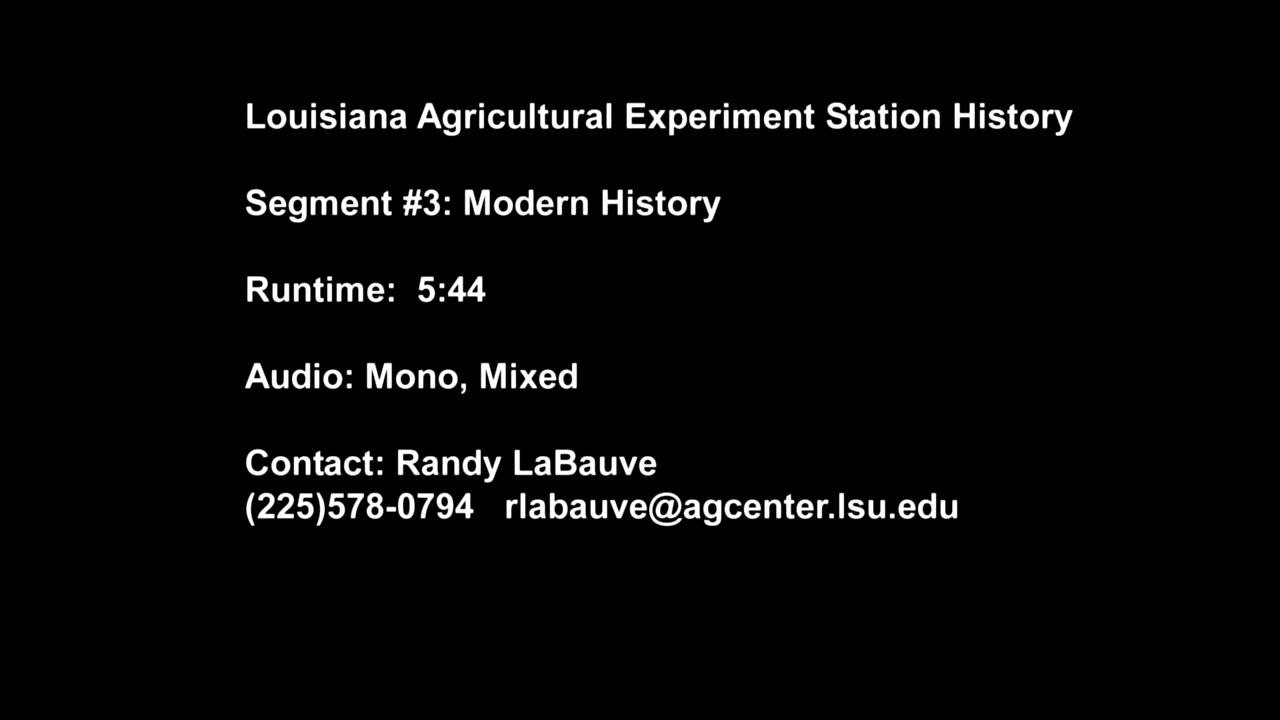 Louisiana Agricultural Experiment Station History
Segment #3: Modern History
Runtime:  5:44
Audio: Mono, Mixed
Contact: Randy LaBauve
(225)578-0794   rlabauve@agcenter.lsu.edu